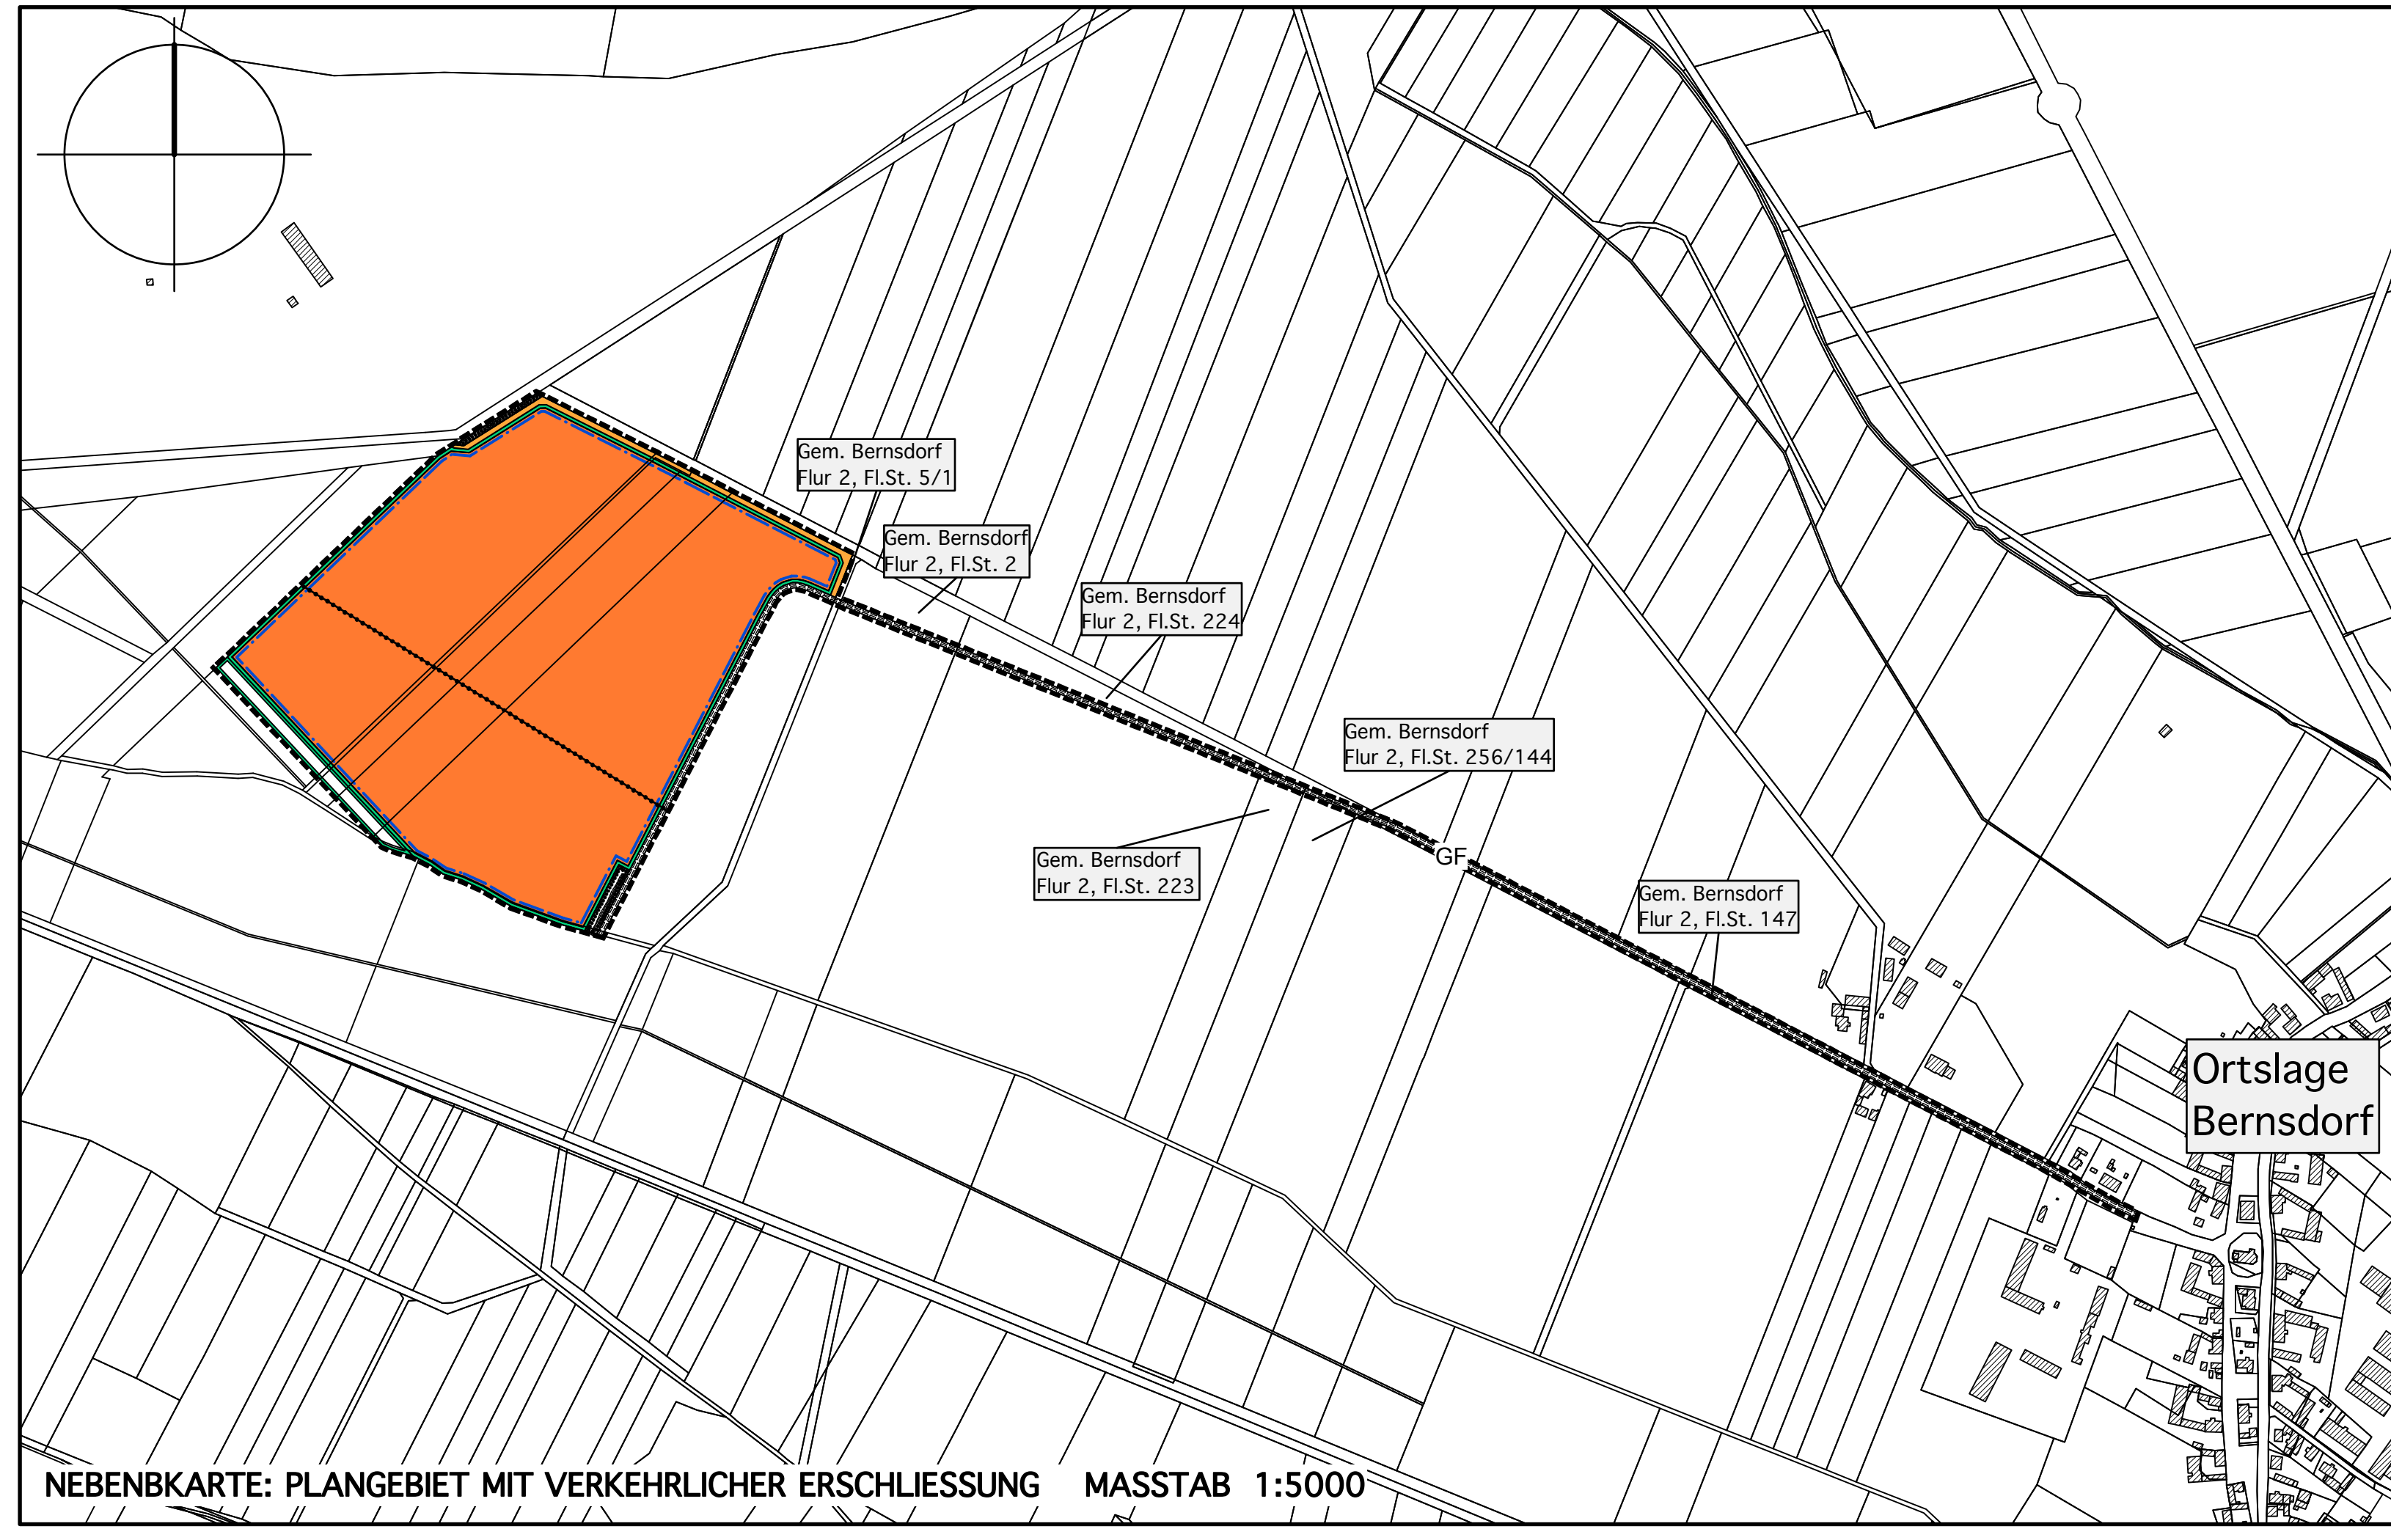 Gem. Bernsdorf
Flur 2, Fl.St. 5/1
Gem. Bernsdorf
Flur 2, Fl.St. 2
Gem. Bernsdorf
Flur 2, Fl.St. 224
Gem. Bernsdorf
Flur 2, Fl.St. 256/144
Gem. Bernsdorf
Flur 2, Fl.St. 223
GF
Gem. Bernsdorf
Flur 2, Fl.St. 147
Ortslage
Bernsdorf
NEBENBKARTE: PLANGEBIET MIT VERKEHRLICHER ERSCHLIESSUNG MASSTAB 1:5000